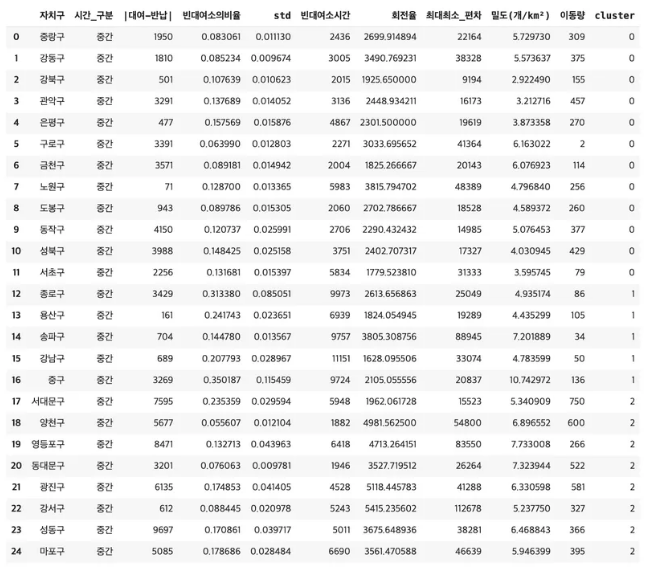 자치구 시간_구분 |대여-반납| 빈대여소의비율 std 빈대여소시간 회전율 최대최소_편차 밀도(개/km²) 이동량 cluster
0 중랑구 중간 1950 0.083061 0.011130 2436 2699.914894 22164 5.729730 309 0
1 강동구 중간 1810 0.085234 0.009674 3005 3490.769231 38328 5.573637 375 0
2 강북구 중간 501 0.107639 0.010623 2015 1925.650000 9194 2.922490 155 0
3 관악구 중간 3291 0.137689 0.014052 3136 2448.934211 16173 3.212716 457 0
4 은평구 중간 477 0.157569 0.015876 4867 2301.500000 19619 3.873358 270 0
5 구로구 중간 3391 0.063990 0.012803 2271 3033.695652 41364 6.163022 2 0
6 금천구 중간 3571 0.089181 0.014942 2004 1825.266667 20143 6.076923 114 0
7 노원구 중간 71 0.128700 0.013365 5983 3815.794702 48389 4.796840 256 0
8 도봉구 중간 943 0.089786 0.015305 2060 2702.786667 18528 4.589372 260 0
9 동작구 중간 4150 0.120737 0.025991 2706 2290.432432 14985 5.076453 377 0
10 성북구 중간 3988 0.148425 0.025158 3751 2402.707317 17327 4.030945 429 0
11 서초구 중간 2256 0.131681 0.015397 5834 1779.523810 31333 3.595745 79 0
12 종로구 중간 3429 0.313380 0.085051 9973 2613.656863 25049 4.935174 86 1
13 용산구 중간 161 0.241743 0.023651 6939 1824.054945 19289 4.435299 105 1
14 송파구 중간 704 0.144780 0.013567 9757 3805.308756 88945 7.201889 34 1
15 강남구 중간 689 0.207793 0.028967 11151 1628.095506 33074 4.783599 50 1
16 중구 중간 3269 0.350187 0.115459 9724 2105.055556 20837 10.742972 136 1
17 서대문구 중간 7595 0.235359 0.029594 5948 1962.061728 15523 5.340909 750 2
18 양천구 중간 5677 0.055607 0.012104 1882 4981.562500 54800 6.896552 600 2
19 영등포구 중간 8471 0.132713 0.043963 6418 4713.264151 83550 7.733008 266 2
20 동대문구 중간 3201 0.076063 0.009781 1946 3527.719512 26264 7.323944 522 2
21 광진구 중간 6135 0.174853 0.041405 4528 5118.445783 41288 6.330598 581 2
22 강서구 중간 612 0.088445 0.020978 5243 5415.235602 112678 5.237750 327 2
23 성동구 중간 9697 0.170861 0.039717 5011 3675.648936 38281 6.468843 366 2
24 마포구 중간 5085 0.178686 0.028484 6690 3561.470588 46639 5.946399 395 2